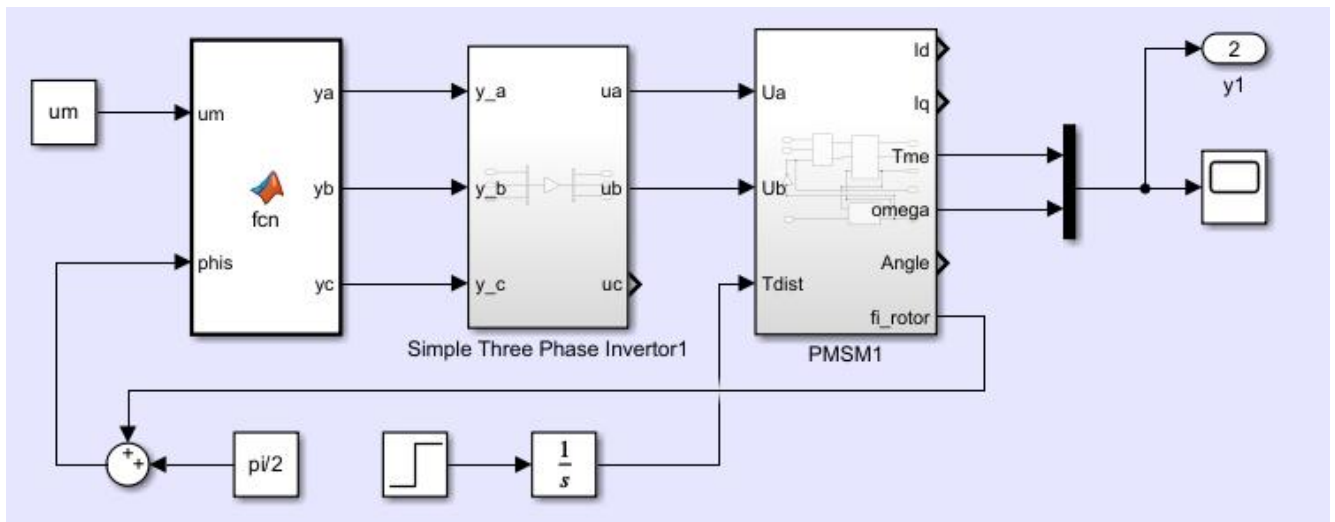 um
um
phis
fcn
ya
yb
yc
y_a
y_b
y_c
ua
ub
uc
Simple Three Phase Invertor1
Ua
Ub
Tdist
Id
Iq
Tme
omega
Angle
fi_rotor
PMSM1
2
y1
+
+
pi/2
1
s